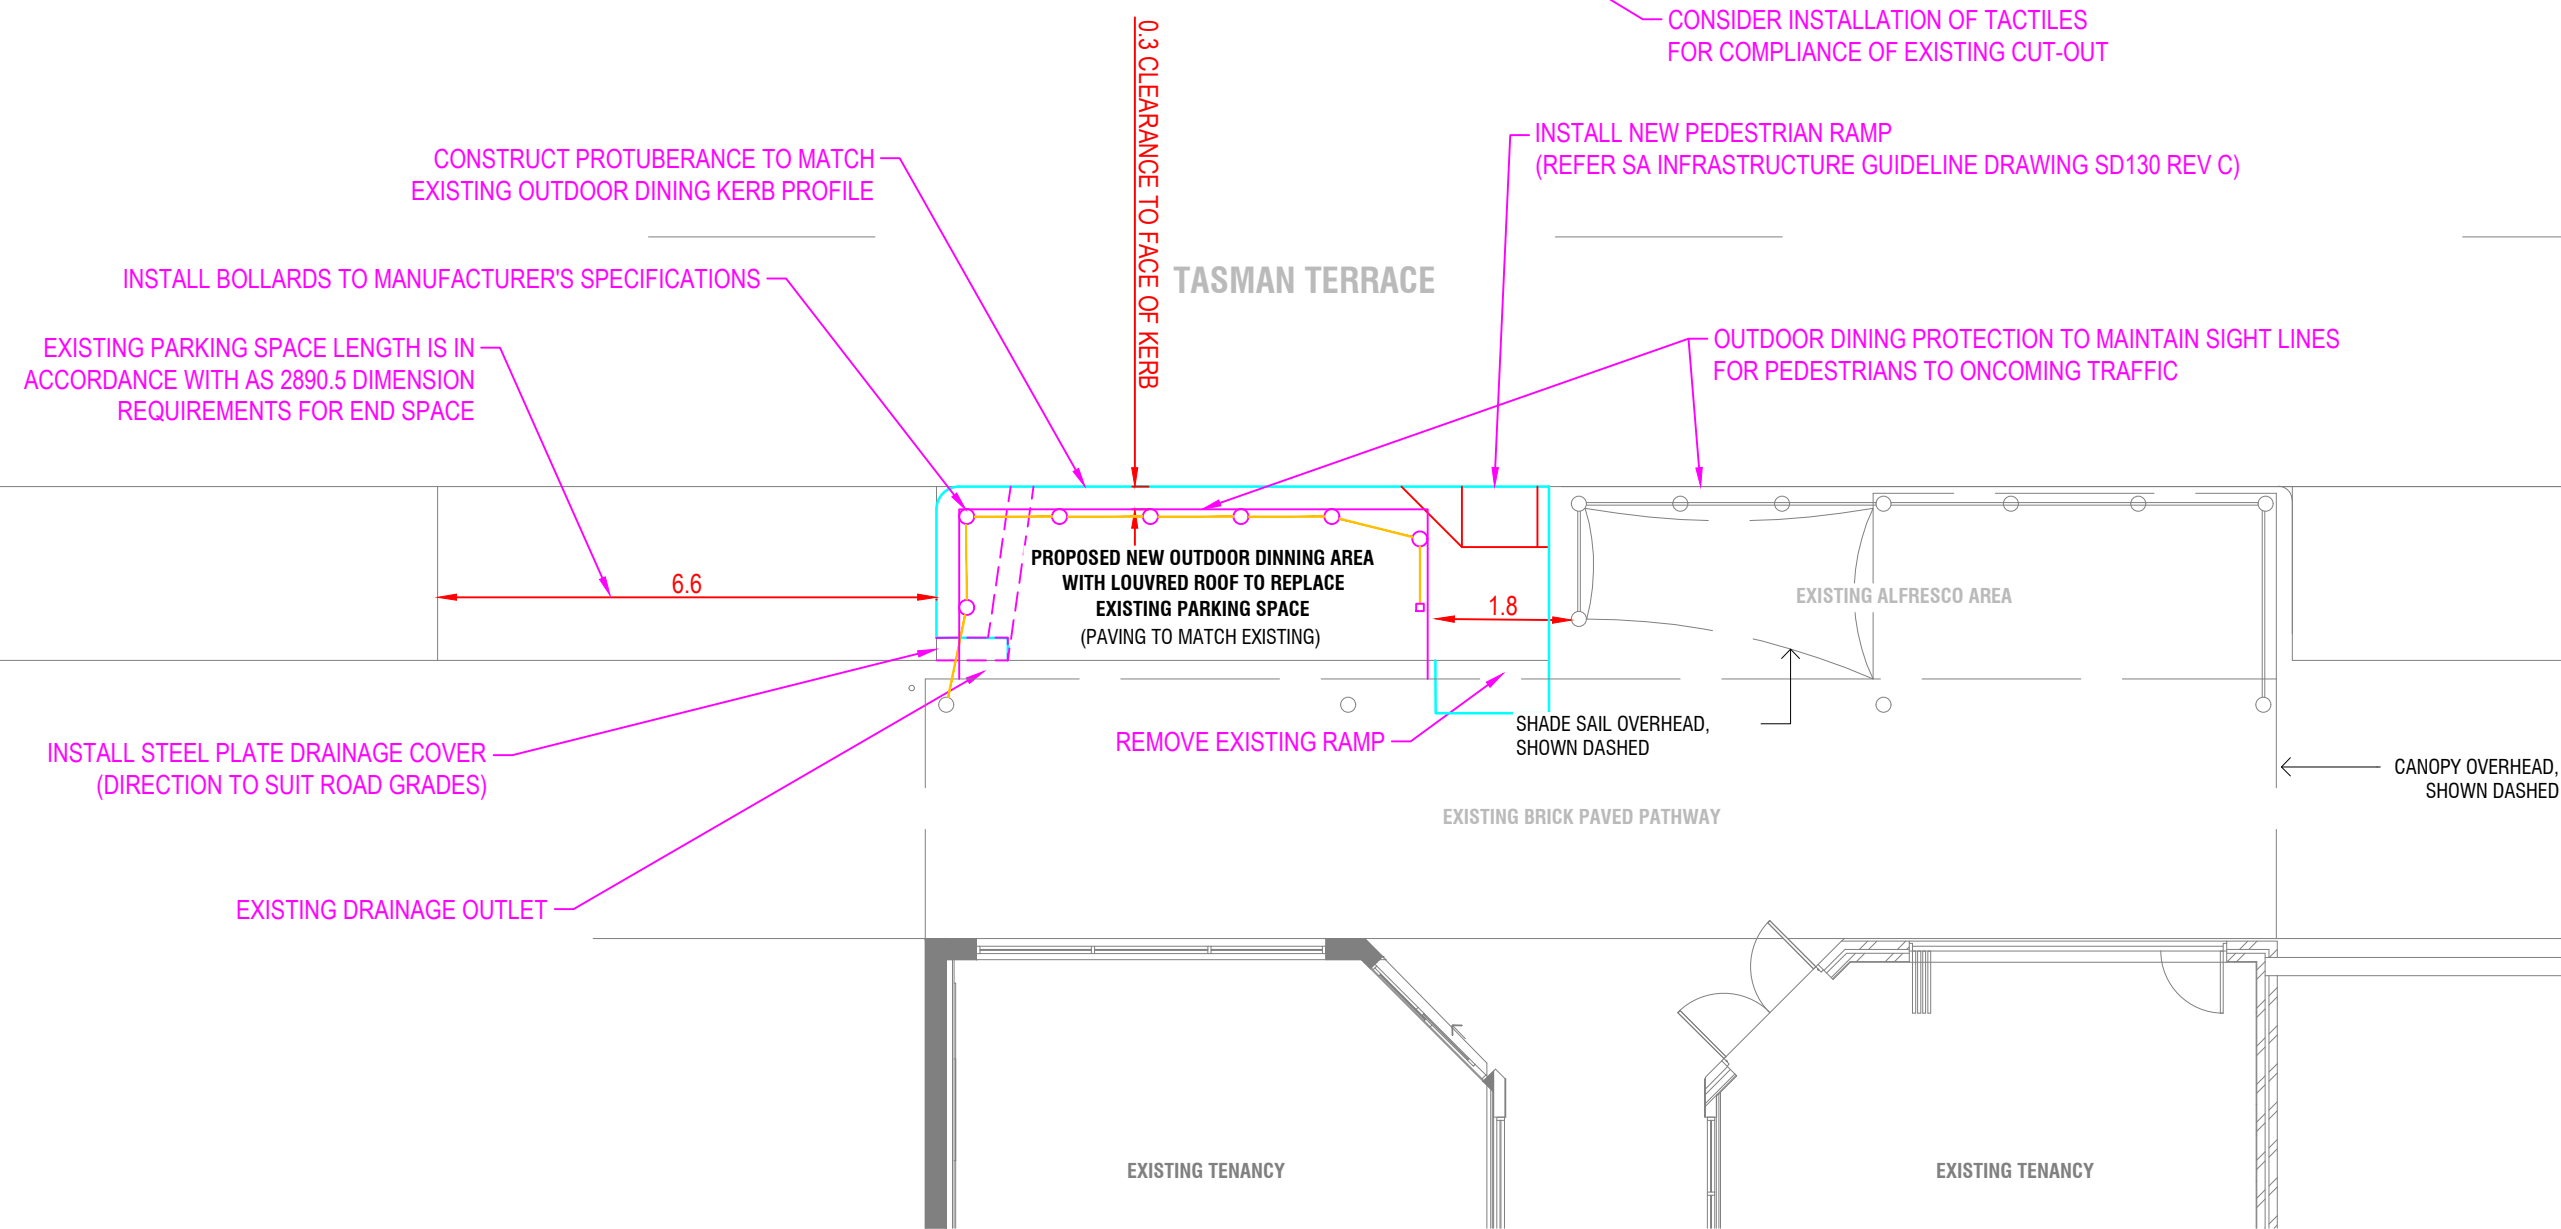 CONSIDER INSTALLATION OF TACTILES
FOR COMPLIANCE OF EXISTING CUT-OUT
0.3 CLEARANCE TO FACE OF KERB
INSTALL NEW PEDESTRIAN RAMP
(REFER SA INFRASTRUCTURE GUIDELINE DRAWING SD130 REV C)
CONSTRUCT PROTUBERANCE TO MATCH
EXISTING OUTDOOR DINING KERB PROFILE
TASMAN TERRACE
INSTALL BOLLARDS TO MANUFACTURER'S SPECIFICATIONS
EXISTING PARKING SPACE LENGTH IS IN
ACCORDANCE WITH AS 2890.5 DIMENSION
REQUIREMENTS FOR END SPACE
OUTDOOR DINING PROTECTION TO MAINTAIN SIGHT LINES
FOR PEDESTRIANS TO ONCOMING TRAFFIC
6.6
PROPOSED NEW OUTDOOR DINNING AREA
WITH LOUVRED ROOF TO REPLACE
EXISTING PARKING SPACE
(PAVING TO MATCH EXISTING)
1.8
EXISTING ALFRESCO AREA
INSTALL STEEL PLATE DRAINAGE COVER
(DIRECTION TO SUIT ROAD GRADES)
REMOVE EXISTING RAMP
SHADE SAIL OVERHEAD,
SHOWN DASHED
CANOPY OVERHEAD,
SHOWN DASHED
EXISTING BRICK PAVED PATHWAY
EXISTING DRAINAGE OUTLET
EXISTING TENANCY
EXISTING TENANCY